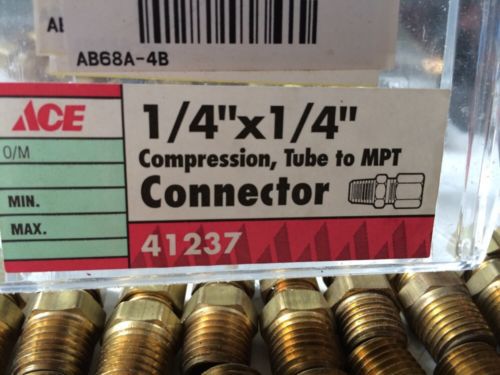 AB68A-4B
ACE
1/4"x1/4"
O/M
Compression, Tube to MPT
Connector
MIN.
MAX.
41237